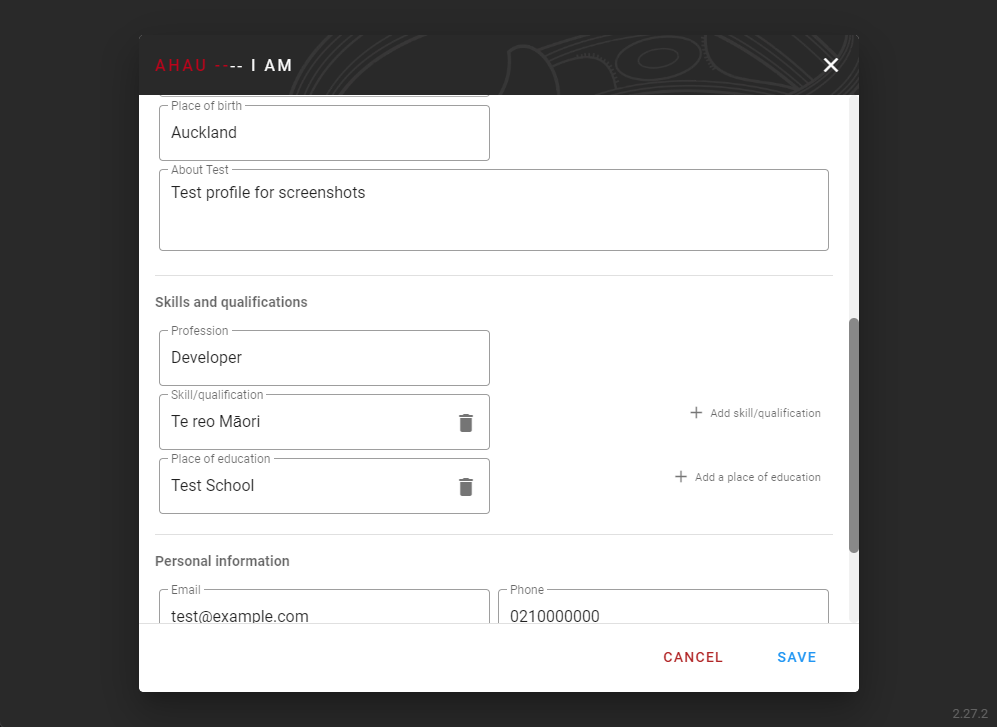 AHAU ---- I AM
Place of birth
Auckland
About Test
Test profile for screenshots
Skills and qualifications
Profession
Developer
Skill/qualification
Te reo Māori
Add skill/qualification
Place of education
Test School
Add a place of education
Personal information
Email Phone
test@example.com 0210000000
CANCEL SAVE
2.27.2